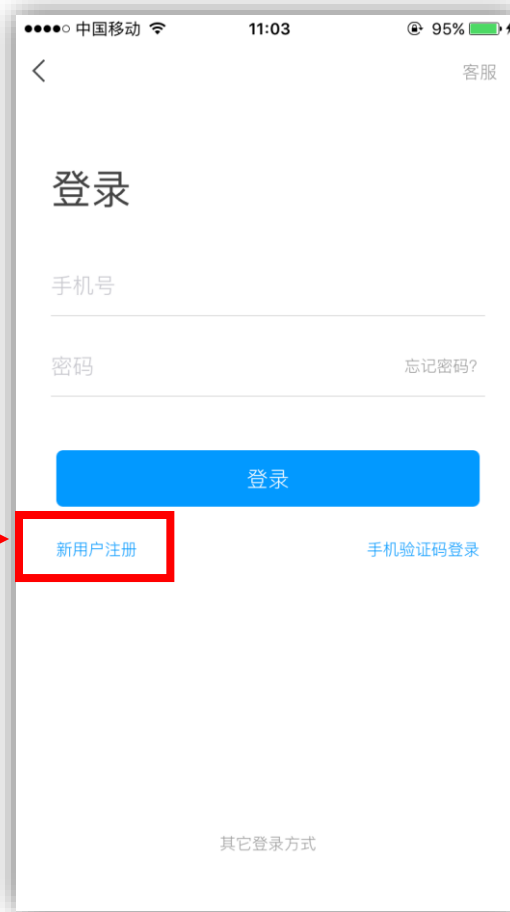 中国移动 11:03 95%
客服
登录
手机号
密码 忘记密码?
登录
新用户注册 手机验证码登录
其它登录方式